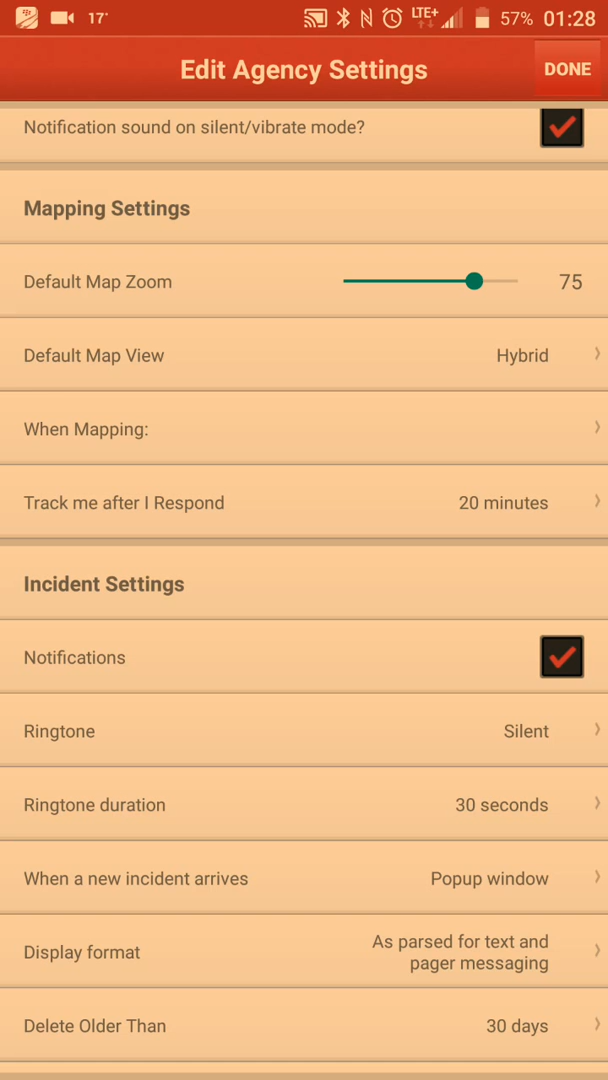 17°
LTE+
57%
01:28
Edit Agency Settings
DONE
Notification sound on silent/vibrate mode?
Mapping Settings
Default Map Zoom
75
Default Map View
Hybrid
When Mapping:
Track me after I Respond
20 minutes
Incident Settings
Notifications
Ringtone
Silent
Ringtone duration
30 seconds
When a new incident arrives
Popup window
Display format
As parsed for text and
pager messaging
Delete Older Than
30 days